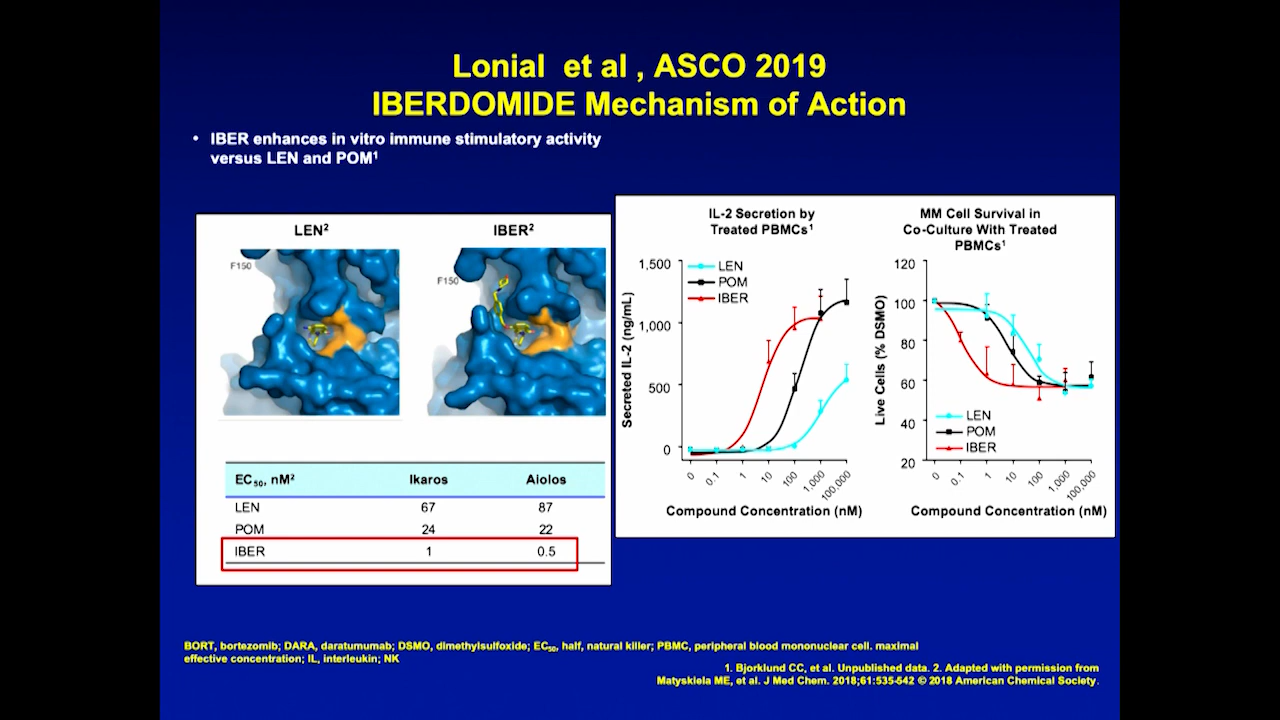 Lonial et al , ASCO 2019
IBERDOMIDE Mechanism of Action
• IBER enhances in vitro immune stimulatory activity
versus LEN and POM¹
LEN²
IBER²
F150
F150
EC₅₀, nM² Ikaros Aiolos
LEN 67 87
POM 24 22
IBER 1 0.5
IL-2 Secretion by
Treated PBMCs¹
LEN
POM
IBER
Secreted IL-2 (ng/mL)
1,500
1,000
500
0
0 0.1 1 10 100 1,000 100,000
Compound Concentration (nM)
MM Cell Survival in
Co-Culture With Treated
PBMCs¹
Live Cells (% DSMO)
120
100
80
60
40
20
LEN
POM
IBER
0 0.1 1 10 100 1,000 100,000
Compound Concentration (nM)
BORT, bortezomib; DARA, daratumumab; DSMO, dimethylsulfoxide; EC₅₀, half, natural killer; PBMC, peripheral blood mononuclear cell. maximal
effective concentration; IL, interleukin; NK
1. Bjorklund CC, et al. Unpublished data. 2. Adapted with permission from
Matyskiela ME, et al. J Med Chem. 2018;61:535-542 © 2018 American Chemical Society.